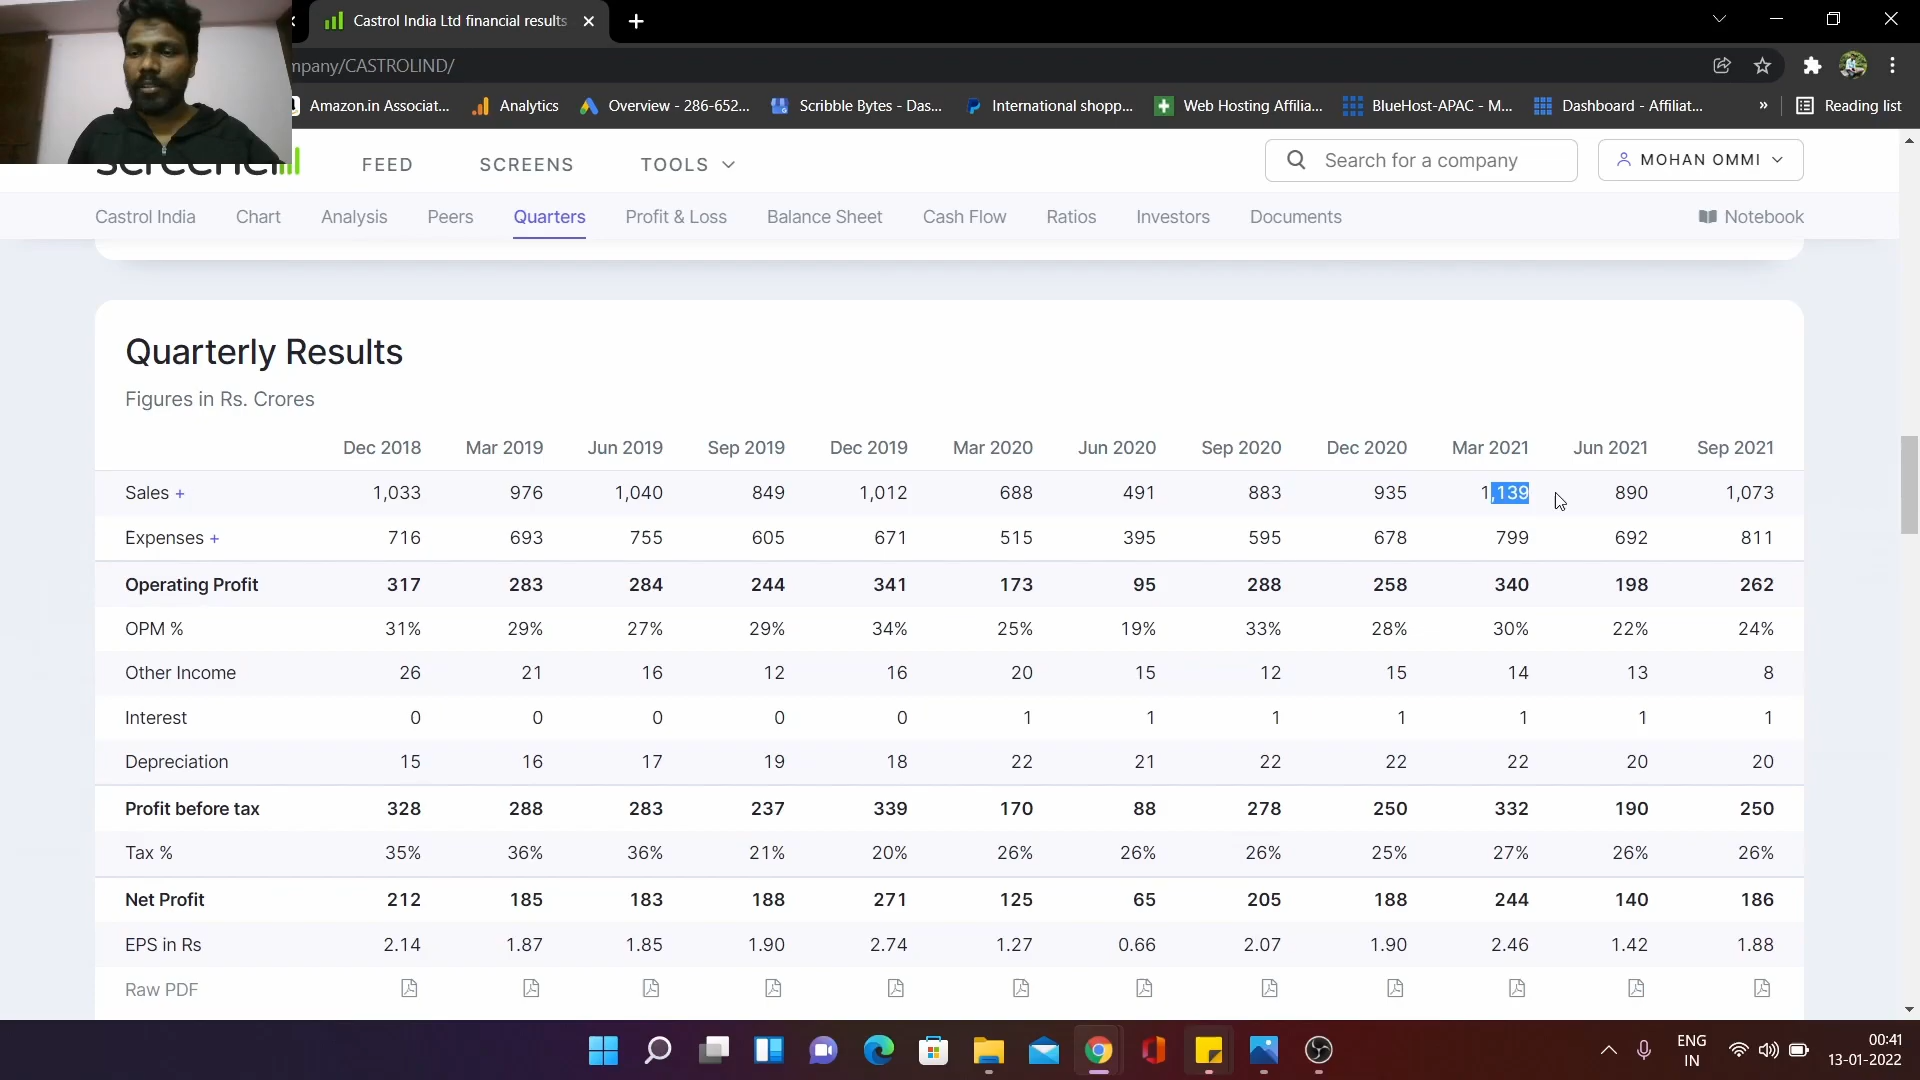 Castrol India Ltd financial results
mpany/CASTROLIND/
Amazon.in Associat...
Analytics
Overview - 286-652...
Scribble Bytes - Das...
International shopp...
Web Hosting Affilia...
BlueHost-APAC - M...
Dashboard - Affiliat...
»
Reading list
FEED
SCREENS
TOOLS
Search for a company
MOHAN OMMI
Castrol India
Chart
Analysis
Peers
Quarters
Profit & Loss
Balance Sheet
Cash Flow
Ratios
Investors
Documents
Notebook
Quarterly Results
Figures in Rs. Crores
Dec 2018 Mar 2019 Jun 2019 Sep 2019 Dec 2019 Mar 2020 Jun 2020 Sep 2020 Dec 2020 Mar 2021 Jun 2021 Sep 2021
Sales + 1,033 976 1,040 849 1,012 688 491 883 935 1,139 890 1,073
Expenses + 716 693 755 605 671 515 395 595 678 799 692 811
Operating Profit 317 283 284 244 341 173 95 288 258 340 198 262
OPM % 31% 29% 27% 29% 34% 25% 19% 33% 28% 30% 22% 24%
Other Income 26 21 16 12 16 20 15 12 15 14 13 8
Interest 0 0 0 0 0 1 1 1 1 1 1 1
Depreciation 15 16 17 19 18 22 21 22 22 22 20 20
Profit before tax 328 288 283 237 339 170 88 278 250 332 190 250
Tax % 35% 36% 36% 21% 20% 26% 26% 26% 25% 27% 26% 26%
Net Profit 212 185 183 188 271 125 65 205 188 244 140 186
EPS in Rs 2.14 1.87 1.85 1.90 2.74 1.27 0.66 2.07 1.90 2.46 1.42 1.88
Raw PDF
ENG
IN
00:41
13-01-2022